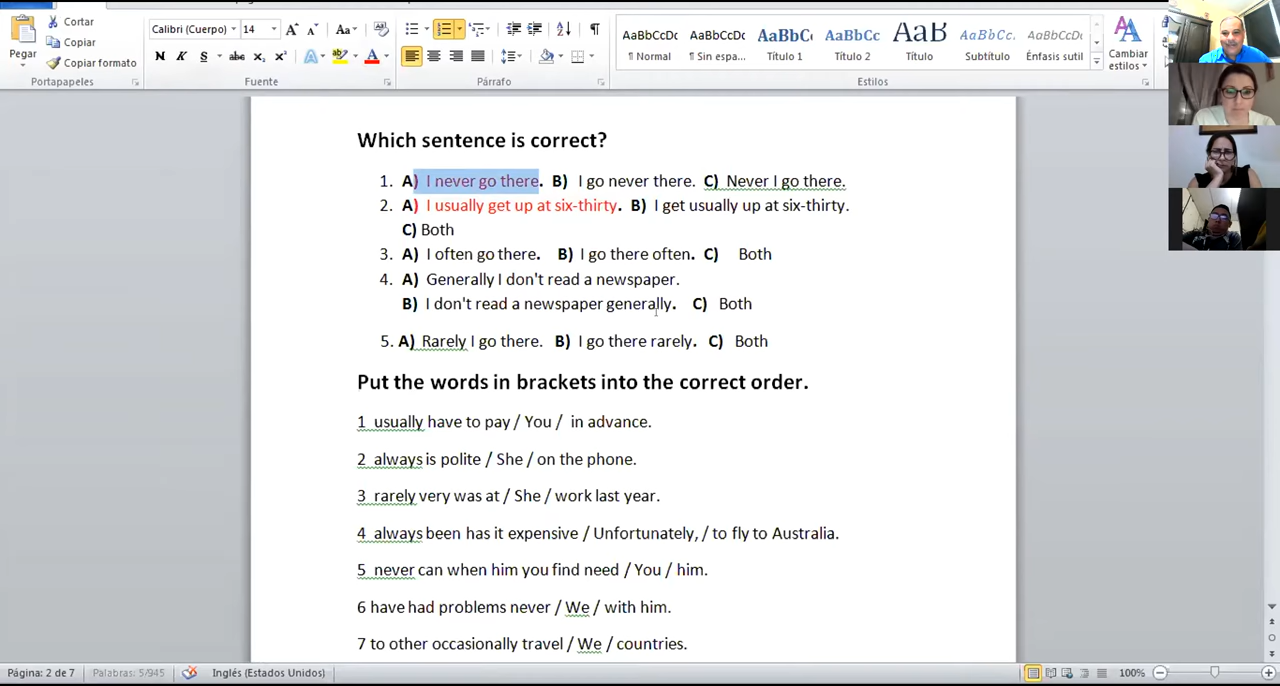 Cortar
Copiar
Copiar formato
Pegar
Portapapeles
Calibri (Cuerpo) 14 Aa
N K S abc x₂ x² A ab A
Fuente
Párrafo
AaBbCcDc AaBbCcDc AaBbC AaBbCc AaB AaBbCc. AaBbCcDc
¶ Normal ¶ Sin espa... Título 1 Título 2 Título Subtítulo Énfasis sutil
Estilos
Cambiar
estilos
Which sentence is correct?
1. A) I never go there. B) I go never there. C) Never I go there.
2. A) I usually get up at six-thirty. B) I get usually up at six-thirty.
C) Both
3. A) I often go there. B) I go there often. C) Both
4. A) Generally I don't read a newspaper.
B) I don't read a newspaper generally. C) Both
5. A) Rarely I go there. B) I go there rarely. C) Both
Put the words in brackets into the correct order.
1 usually have to pay / You / in advance.
2 always is polite / She / on the phone.
3 rarely very was at / She / work last year.
4 always been has it expensive / Unfortunately, / to fly to Australia.
5 never can when him you find need / You / him.
6 have had problems never / We / with him.
7 to other occasionally travel / We / countries.
Página: 2 de 7 Palabras: 5/945 Inglés (Estados Unidos) 100%